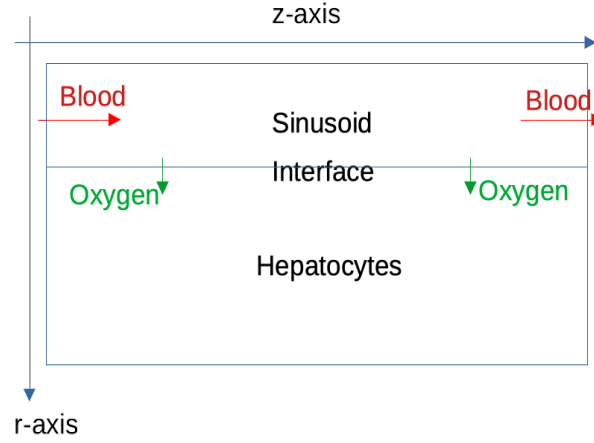 z-axis
Blood
Blood
Sinusoid
Interface
Oxygen
Oxygen
Hepatocytes
r-axis